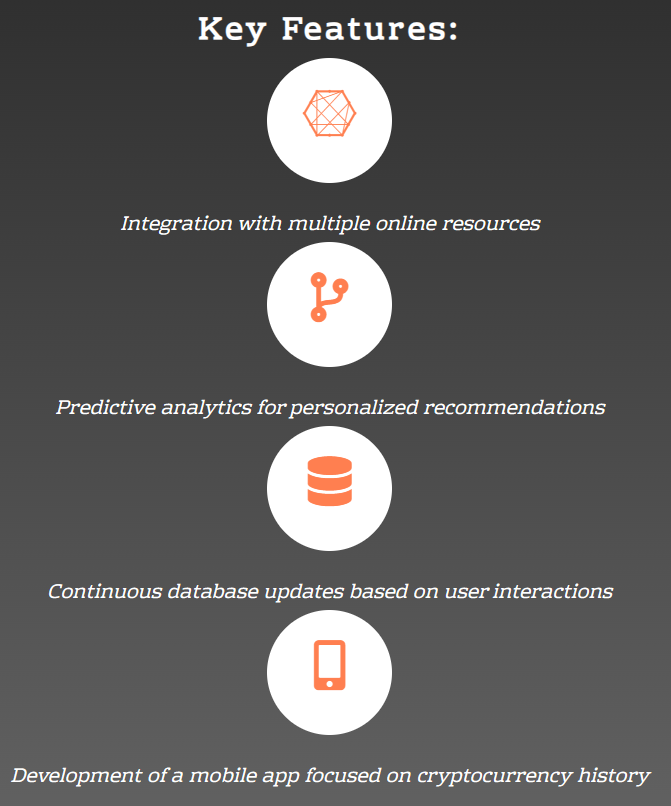 Key Features:
Integration with multiple online resources
Predictive analytics for personalized recommendations
Continuous database updates based on user interactions
Development of a mobile app focused on cryptocurrency history